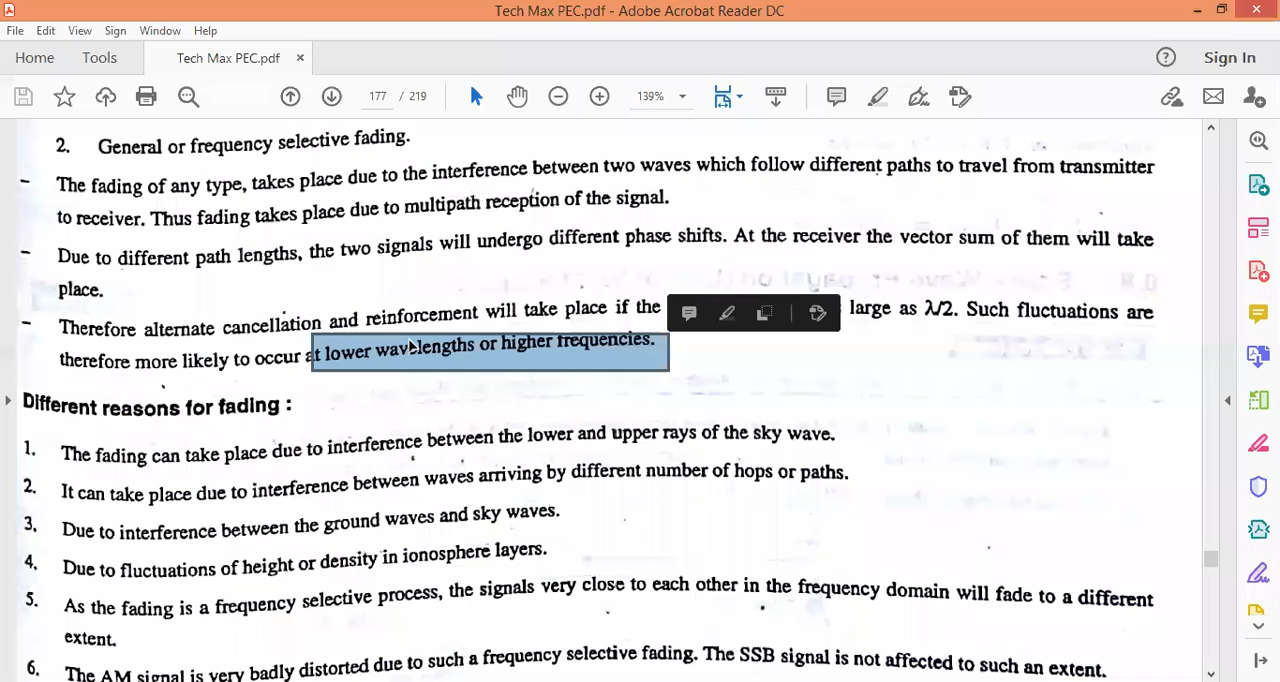 Tech Max PEC.pdf - Adobe Acrobat Reader DC
File Edit View Sign Window Help
Home Tools Tech Max PEC.pdf × Sign In
177 / 219 139%
2. General or frequency selective fading.
- The fading of any type, takes place due to the interference between two waves which follow different paths to travel from transmitter
to receiver. Thus fading takes place due to multipath reception of the signal.
- Due to different path lengths, the two signals will undergo different phase shifts. At the receiver the vector sum of them will take
place.
- Therefore alternate cancellation and reinforcement will take place if the large as λ/2. Such fluctuations are
therefore more likely to occur at lower wavelengths or higher frequencies.
Different reasons for fading :
1. The fading can take place due to interference between the lower and upper rays of the sky wave.
2. It can take place due to interference between waves arriving by different number of hops or paths.
3. Due to interference between the ground waves and sky waves.
4. Due to fluctuations of height or density in ionosphere layers.
5. As the fading is a frequency selective process, the signals very close to each other in the frequency domain will fade to a different
extent.
6. The AM signal is very badly distorted due to such a frequency selective fading. The SSB signal is not affected to such an extent.